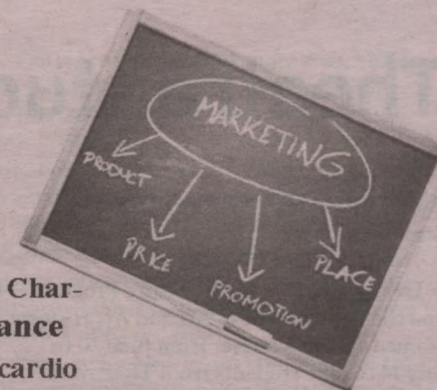 MARKETING
PRODUCT
PRICE
PROMOTION
PLACE
Char-
ance
cardio